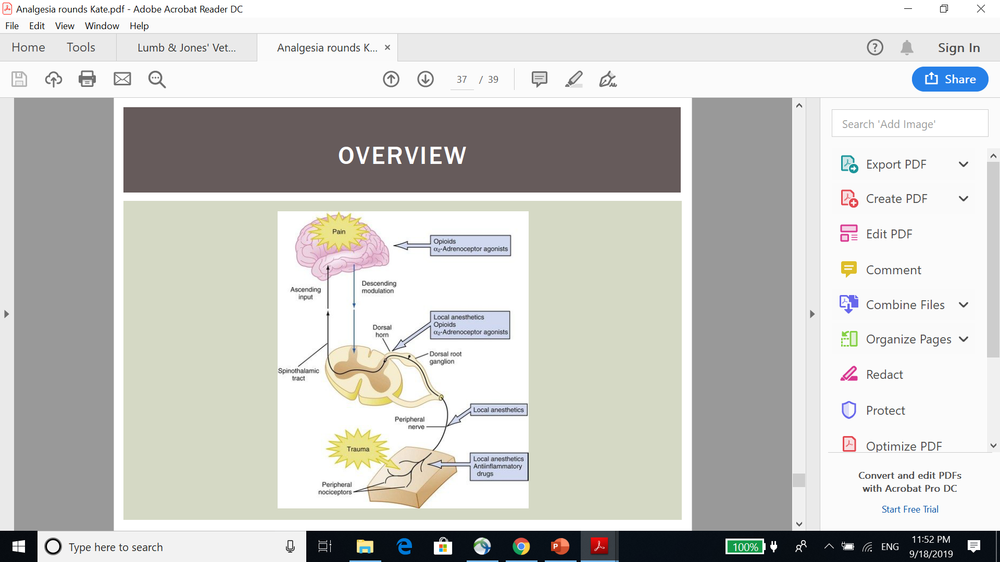 Analgesia rounds Kate.pdf - Adobe Acrobat Reader DC
File Edit View Window Help
Home Tools Lumb & Jones' Vet... Analgesia rounds K... × ? Sign In
37 / 39 Share
OVERVIEW
Pain
Opioids
α2-Adrenoceptor agonists
Ascending
input
Descending
modulation
Local anesthetics
Opioids
α2-Adrenoceptor agonists
Dorsal
horn
Dorsal root
ganglion
Spinothalamic
tract
Local anesthetics
Peripheral
nerve
Trauma
Local anesthetics
Antiinflammatory
drugs
Peripheral
nociceptors
Search 'Add Image'
Export PDF
Create PDF
Edit PDF
Comment
Combine Files
Organize Pages
Redact
Protect
Optimize PDF
Convert and edit PDFs
with Acrobat Pro DC
Start Free Trial
Type here to search
100%
ENG
11:52 PM
9/18/2019